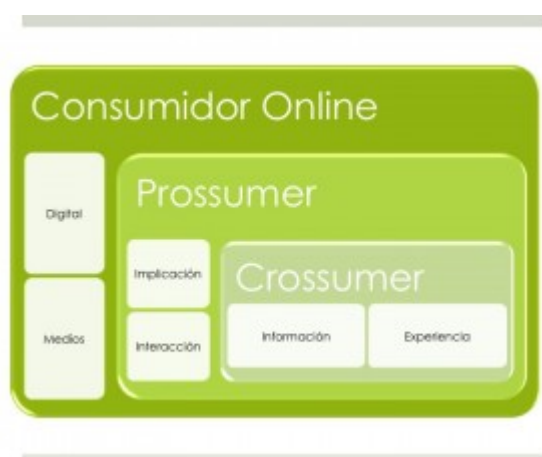 Consumidor Online
Digital
Medios
Prossumer
Implicación
Interacción
Crossumer
Información
Experiencia